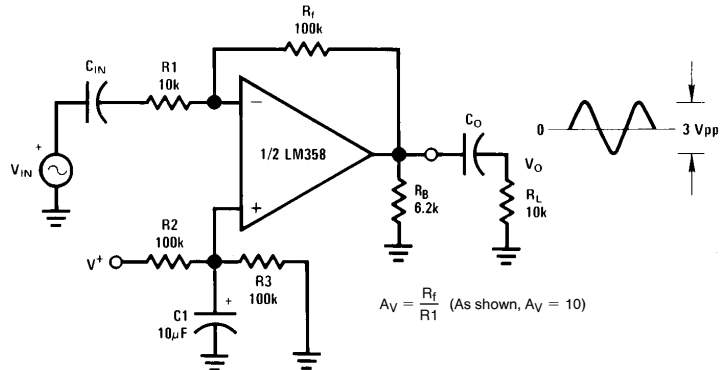 Rf
100k
CIN
R1
10k
−
1/2 LM358
+
+
VIN
R2
100k
V+
R3
100k
+
C1
10µF
RB
6.2k
CO
VO
RL
10k
0
3 Vpp
AV = Rf / R1 (As shown, AV = 10)